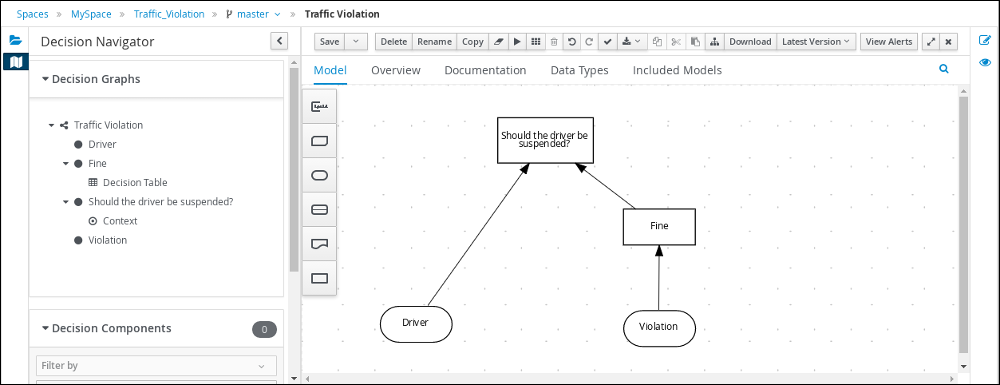 Spaces » MySpace » Traffic_Violation » master » Traffic Violation
Decision Navigator
Save Delete Rename Copy Download Latest Version View Alerts
Model Overview Documentation Data Types Included Models
Decision Graphs
Traffic Violation
Driver
Fine
Decision Table
Should the driver be suspended?
Context
Violation
Decision Components 0
Filter by
Should the driver be
suspended?
Fine
Driver
Violation